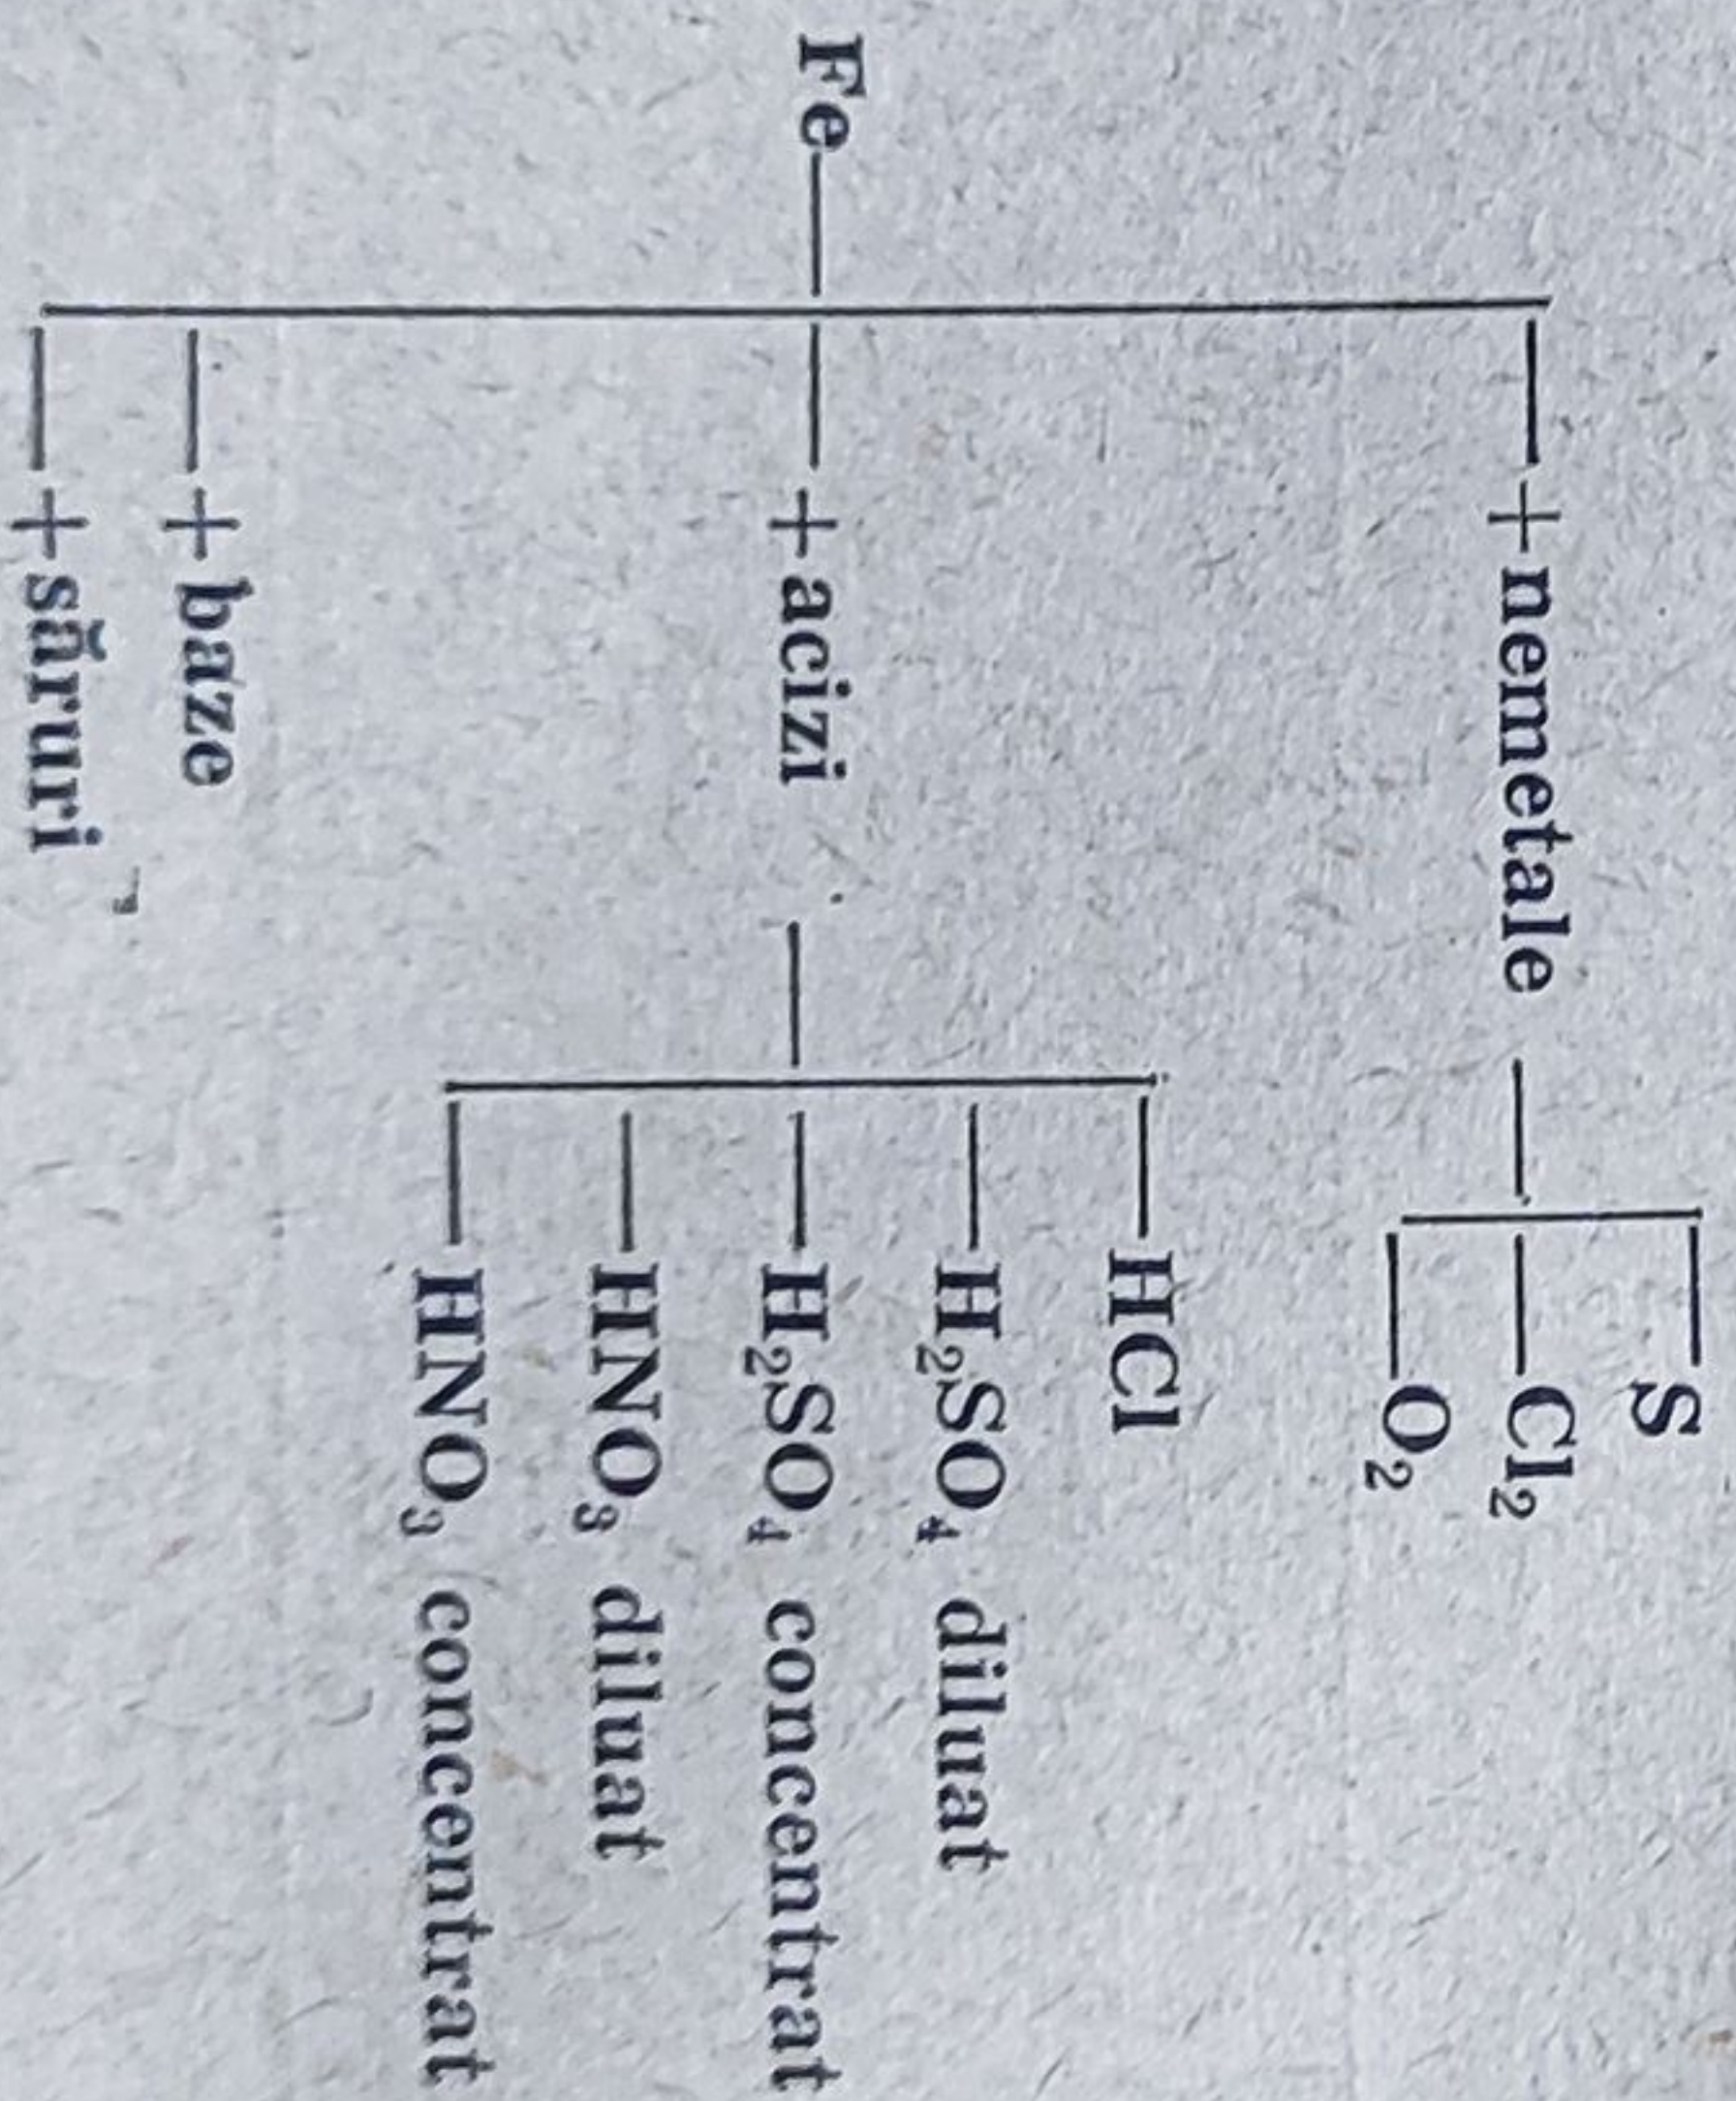 S
+ nemetale
Cl2
O2
HCl
H2SO4 diluat
Fe
+ acizi
H2SO4 concentrat
HNO3 diluat
HNO3 concentrat
+ baze
+ săruri